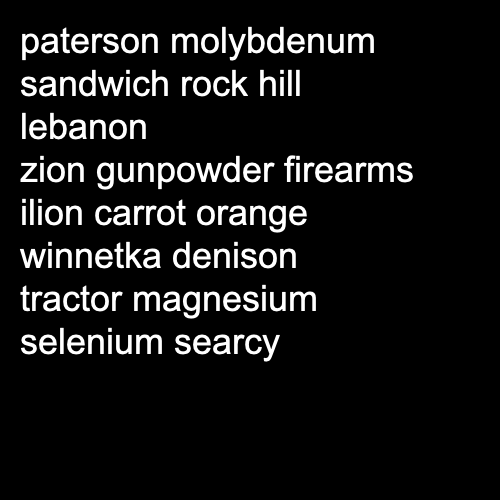 paterson molybdenum
sandwich rock hill
lebanon
zion gunpowder firearms
ilion carrot orange
winnetka denison
tractor magnesium
selenium searcy